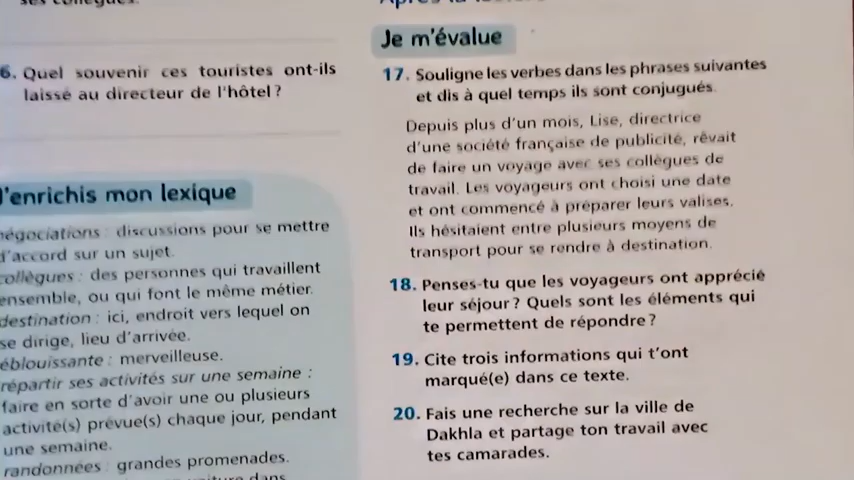 6. Quel souvenir ces touristes ont-ils
laissé au directeur de l'hôtel ?
J'enrichis mon lexique
négociations : discussions pour se mettre
d'accord sur un sujet.
collègues : des personnes qui travaillent
ensemble, ou qui font le même métier.
destination : ici, endroit vers lequel on
se dirige, lieu d'arrivée.
éblouissante : merveilleuse.
répartir ses activités sur une semaine :
faire en sorte d'avoir une ou plusieurs
activité(s) prévue(s) chaque jour, pendant
une semaine.
randonnées : grandes promenades.
Je m'évalue
17. Souligne les verbes dans les phrases suivantes
et dis à quel temps ils sont conjugués.
Depuis plus d'un mois, Lise, directrice
d'une société française de publicité, rêvait
de faire un voyage avec ses collègues de
travail. Les voyageurs ont choisi une date
et ont commencé à préparer leurs valises.
Ils hésitaient entre plusieurs moyens de
transport pour se rendre à destination.
18. Penses-tu que les voyageurs ont apprécié
leur séjour ? Quels sont les éléments qui
te permettent de répondre ?
19. Cite trois informations qui t'ont
marqué(e) dans ce texte.
20. Fais une recherche sur la ville de
Dakhla et partage ton travail avec
tes camarades.